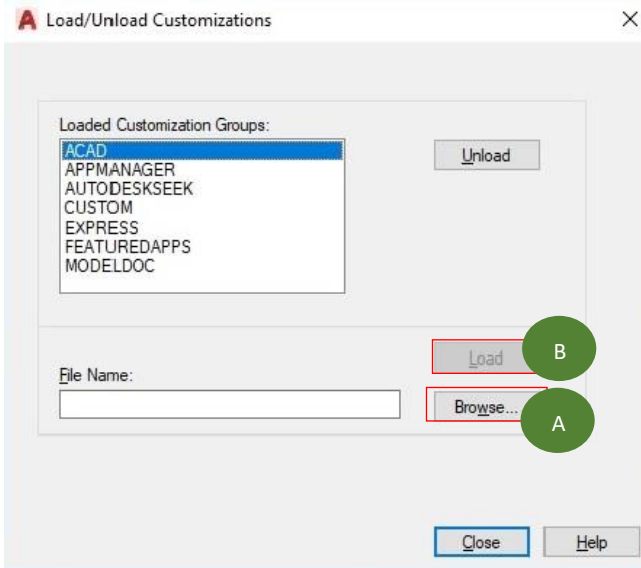 A Load/Unload Customizations
Loaded Customization Groups:
ACAD
APPMANAGER
AUTODESKSEEK
CUSTOM
EXPRESS
FEATUREDAPPS
MODELDOC
Unload
Load
B
File Name:
Browse...
A
Close
Help